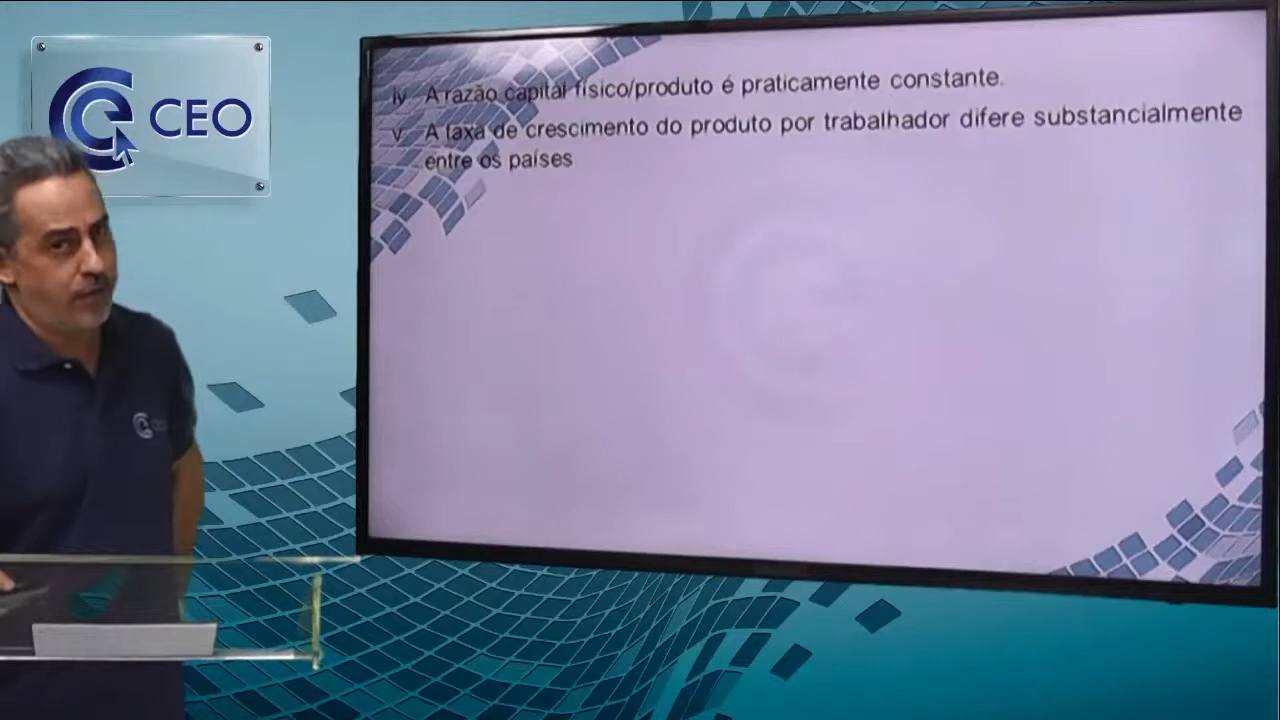 CEO
iv A razão capital físico/produto é praticamente constante.
v A taxa de crescimento do produto por trabalhador difere substancialmente
entre os países